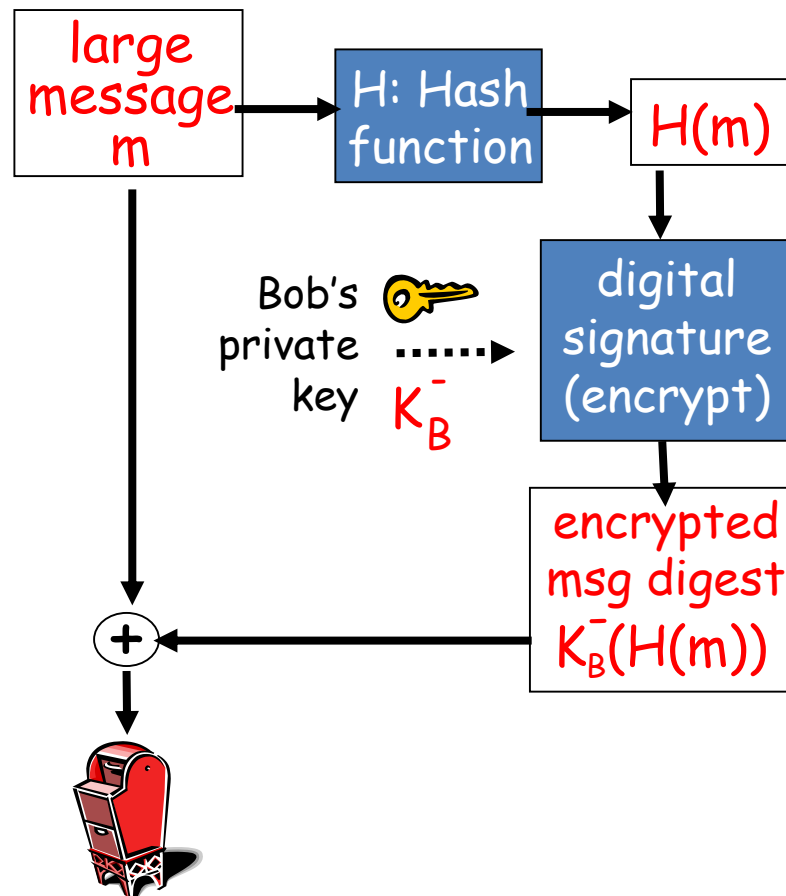 large
message
m
H: Hash
function
H(m)
Bob's
private
key
K_B^-
digital
signature
(encrypt)
encrypted
msg digest
K_B^-(H(m))
+